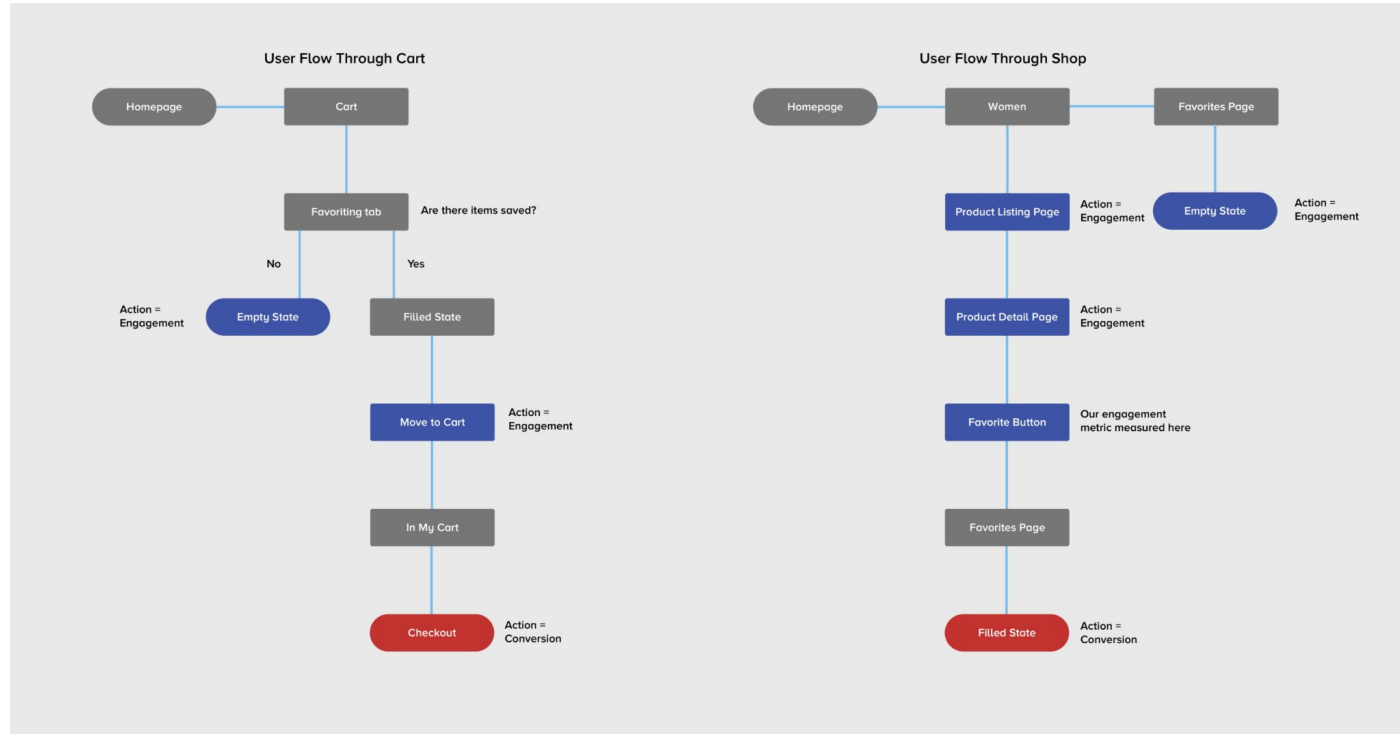 User Flow Through Cart
Homepage
Cart
Favoriting tab
Are there items saved?
No
Yes
Action =
Engagement
Empty State
Filled State
Move to Cart
Action =
Engagement
In My Cart
Checkout
Action =
Conversion
User Flow Through Shop
Homepage
Women
Favorites Page
Product Listing Page
Action =
Engagement
Empty State
Action =
Engagement
Product Detail Page
Action =
Engagement
Favorite Button
Our engagement
metric measured here
Favorites Page
Filled State
Action =
Conversion